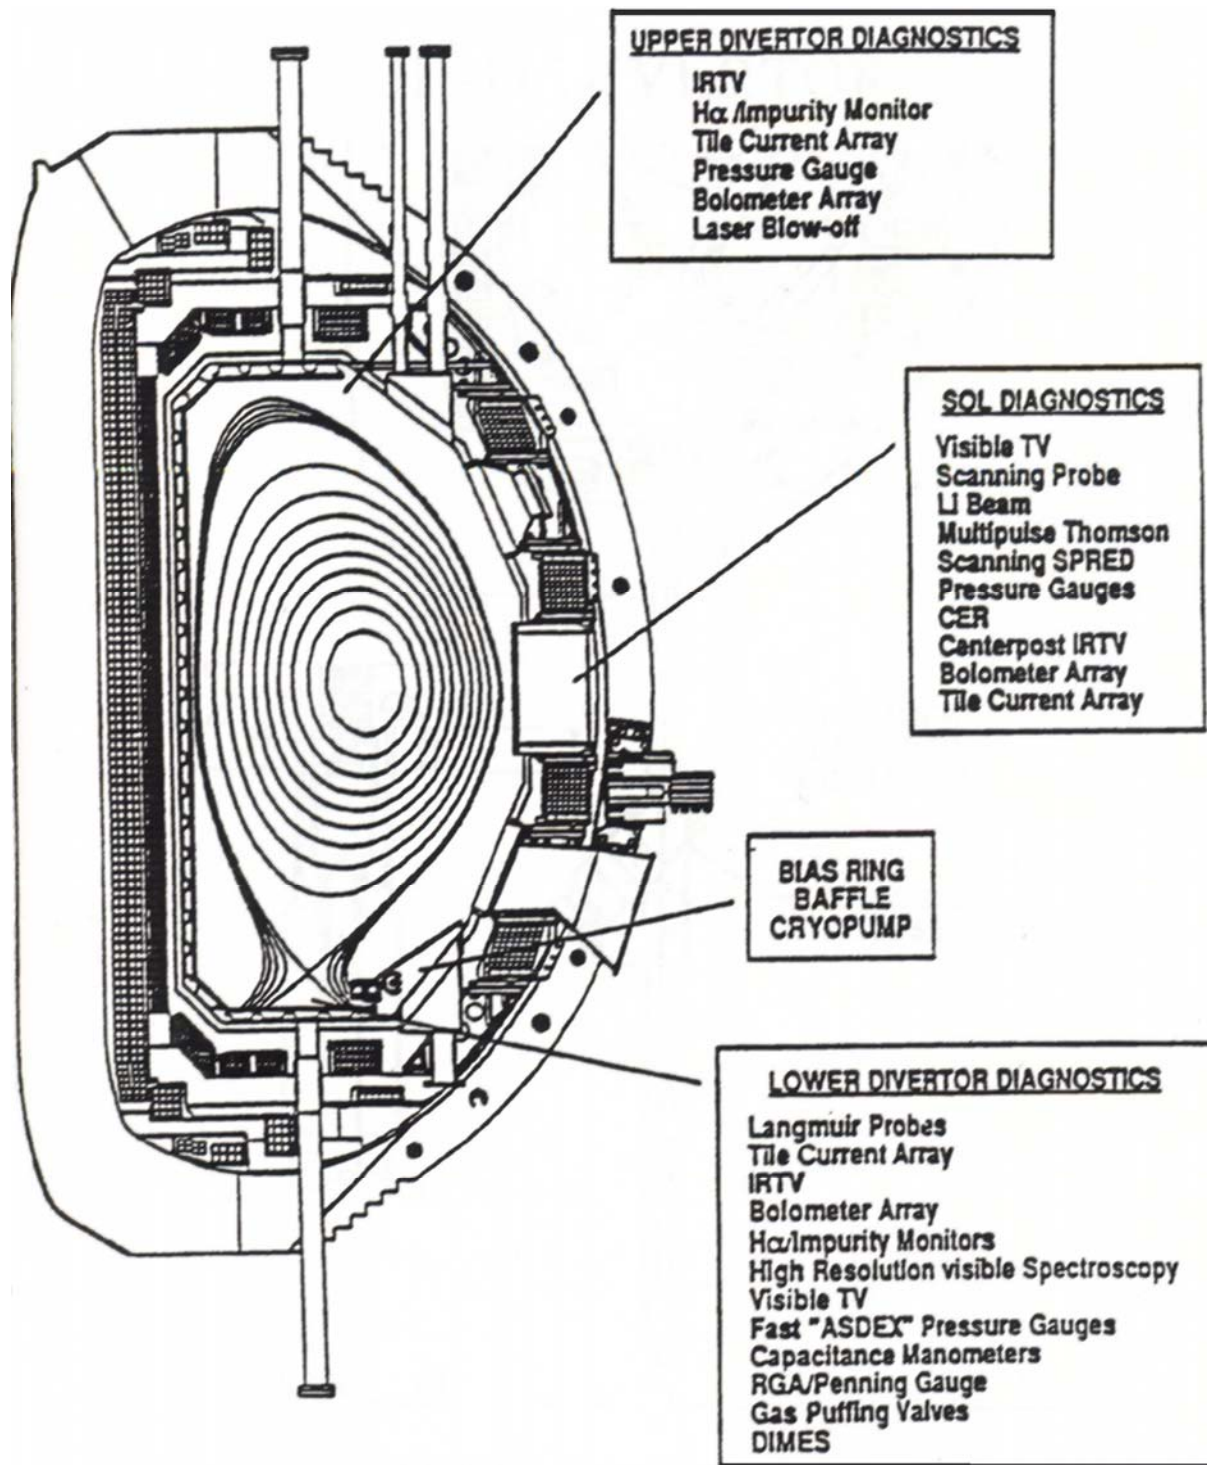 UPPER DIVERTOR DIAGNOSTICS
IRTV
Hα/Impurity Monitor
Tile Current Array
Pressure Gauge
Bolometer Array
Laser Blow-off
SOL DIAGNOSTICS
Visible TV
Scanning Probe
LI Beam
Multipulse Thomson
Scanning SPRED
Pressure Gauges
CER
Centerpost IRTV
Bolometer Array
Tile Current Array
BIAS RING
BAFFLE
CRYOPUMP
LOWER DIVERTOR DIAGNOSTICS
Langmuir Probes
Tile Current Array
IRTV
Bolometer Array
Hα/Impurity Monitors
High Resolution visible Spectroscopy
Visible TV
Fast "ASDEX" Pressure Gauges
Capacitance Manometers
RGA/Penning Gauge
Gas Puffing Valves
DIMES